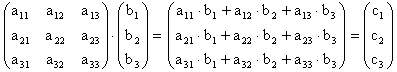 (a₁₁ a₁₂ a₁₃) (b₁) (a₁₁·b₁+a₁₂·b₂+a₁₃·b₃) (c₁)
(a₂₁ a₂₂ a₂₃)·(b₂)=(a₂₁·b₁+a₂₂·b₂+a₂₃·b₃)=(c₂)
(a₃₁ a₃₂ a₃₃) (b₃) (a₃₁·b₁+a₃₂·b₂+a₃₃·b₃) (c₃)